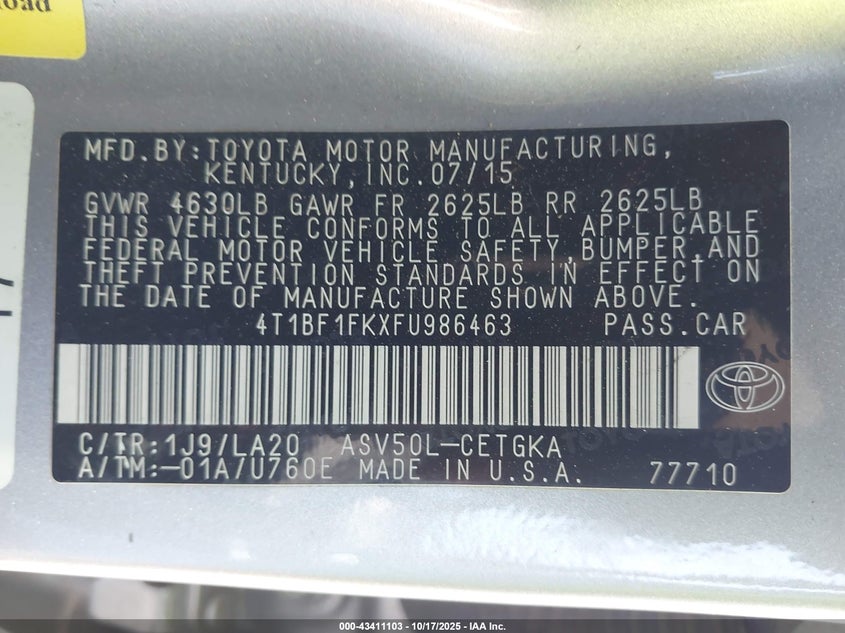 MFD.BY:TOYOTA MOTOR MANUFACTURING,
KENTUCKY,INC.07/15
GVWR 4630LB GAWR FR 2625LB RR 2625LB
THIS VEHICLE CONFORMS TO ALL APPLICABLE
FEDERAL MOTOR VEHICLE SAFETY,BUMPER,AND
THEFT PREVENTION STANDARDS IN EFFECT ON
THE DATE OF MANUFACTURE SHOWN ABOVE.
4T1BF1FKXFU986463 PASS.CAR
C/TR:1J9/LA20 ASV50L-CETGKA
A/TM:-01A/U760E MADE IN U.S.A. 77710
000-43411103 - 10/17/2025 - IAA Inc.